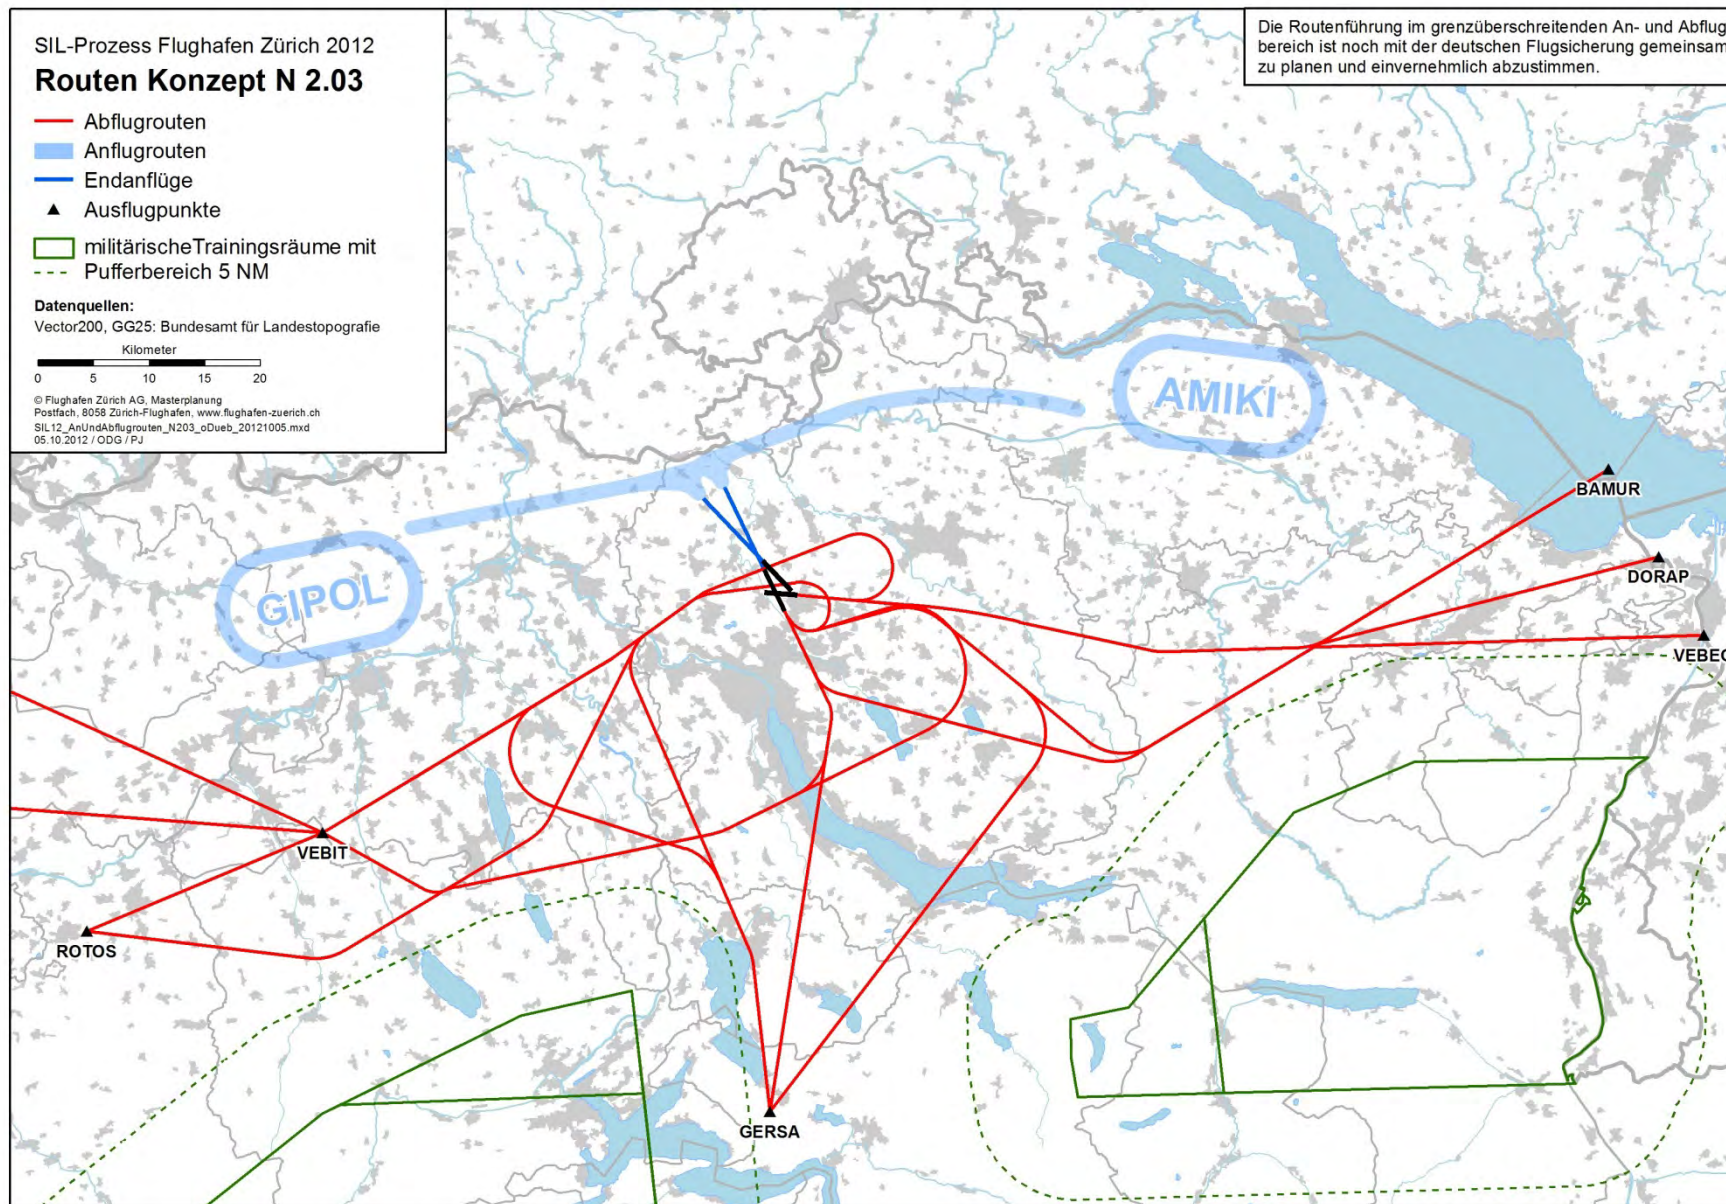 SIL-Prozess Flughafen Zürich 2012
Routen Konzept N 2.03
Abflugrouten
Anflugrouten
Endanflüge
Ausflugpunkte
militärischeTrainingsräume mit
Pufferbereich 5 NM
Datenquellen:
Vector200, GG25: Bundesamt für Landestopografie
Kilometer
0 5 10 15 20
© Flughafen Zürich AG, Masterplanung
Postfach, 8058 Zürich-Flughafen, www.flughafen-zuerich.ch
SIL12_AnUndAbflugrouten_N203_oDueb_20121005.mxd
05.10.2012 / ODG / PJ
Die Routenführung im grenzüberschreitenden An- und Abflug
bereich ist noch mit der deutschen Flugsicherung gemeinsam
zu planen und einvernehmlich abzustimmen.
AMIKI
BAMUR
DORAP
GIPOL
VEBEG
VEBIT
ROTOS
GERSA